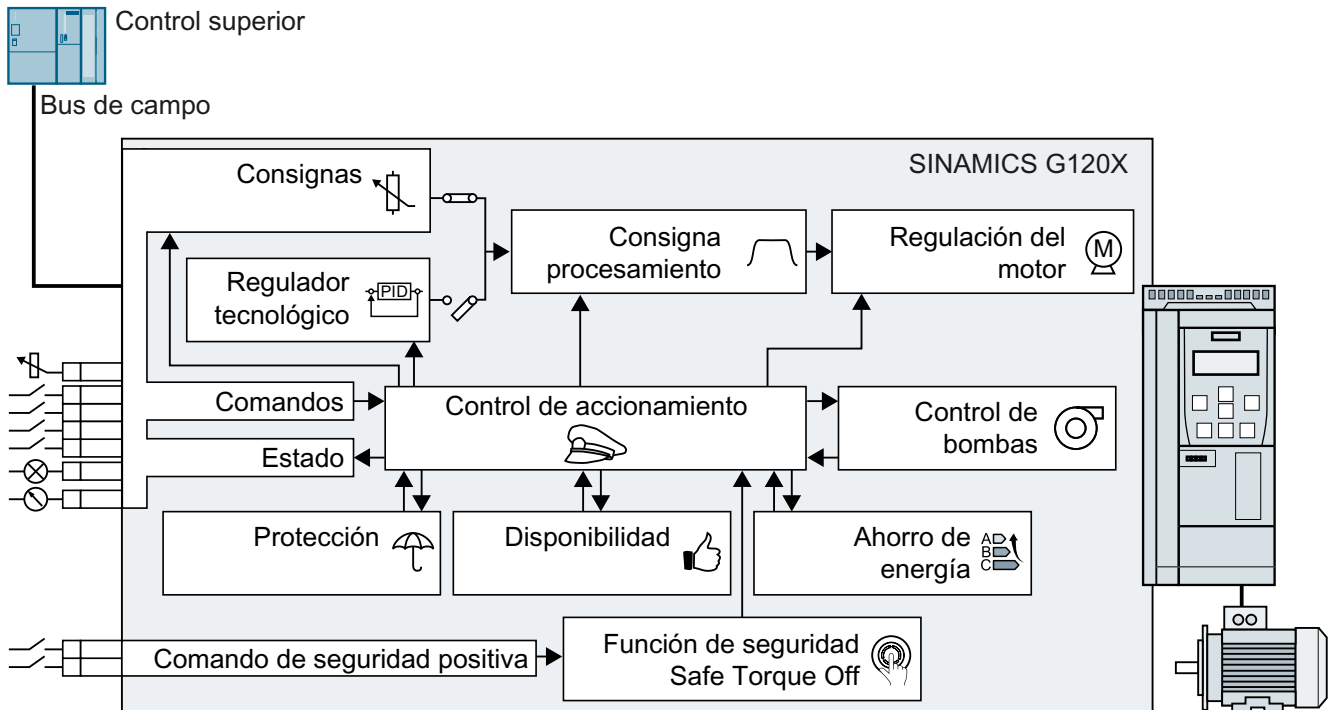 Control superior
Bus de campo
SINAMICS G120X
Consignas
Consigna
procesamiento
Regulación del
motor
M
Regulador
tecnológico
PID
Comandos
Control de accionamiento
Control de
bombas
Estado
Protección
Disponibilidad
Ahorro de
energía
A
B
C
Comando de seguridad positiva
Función de seguridad
Safe Torque Off